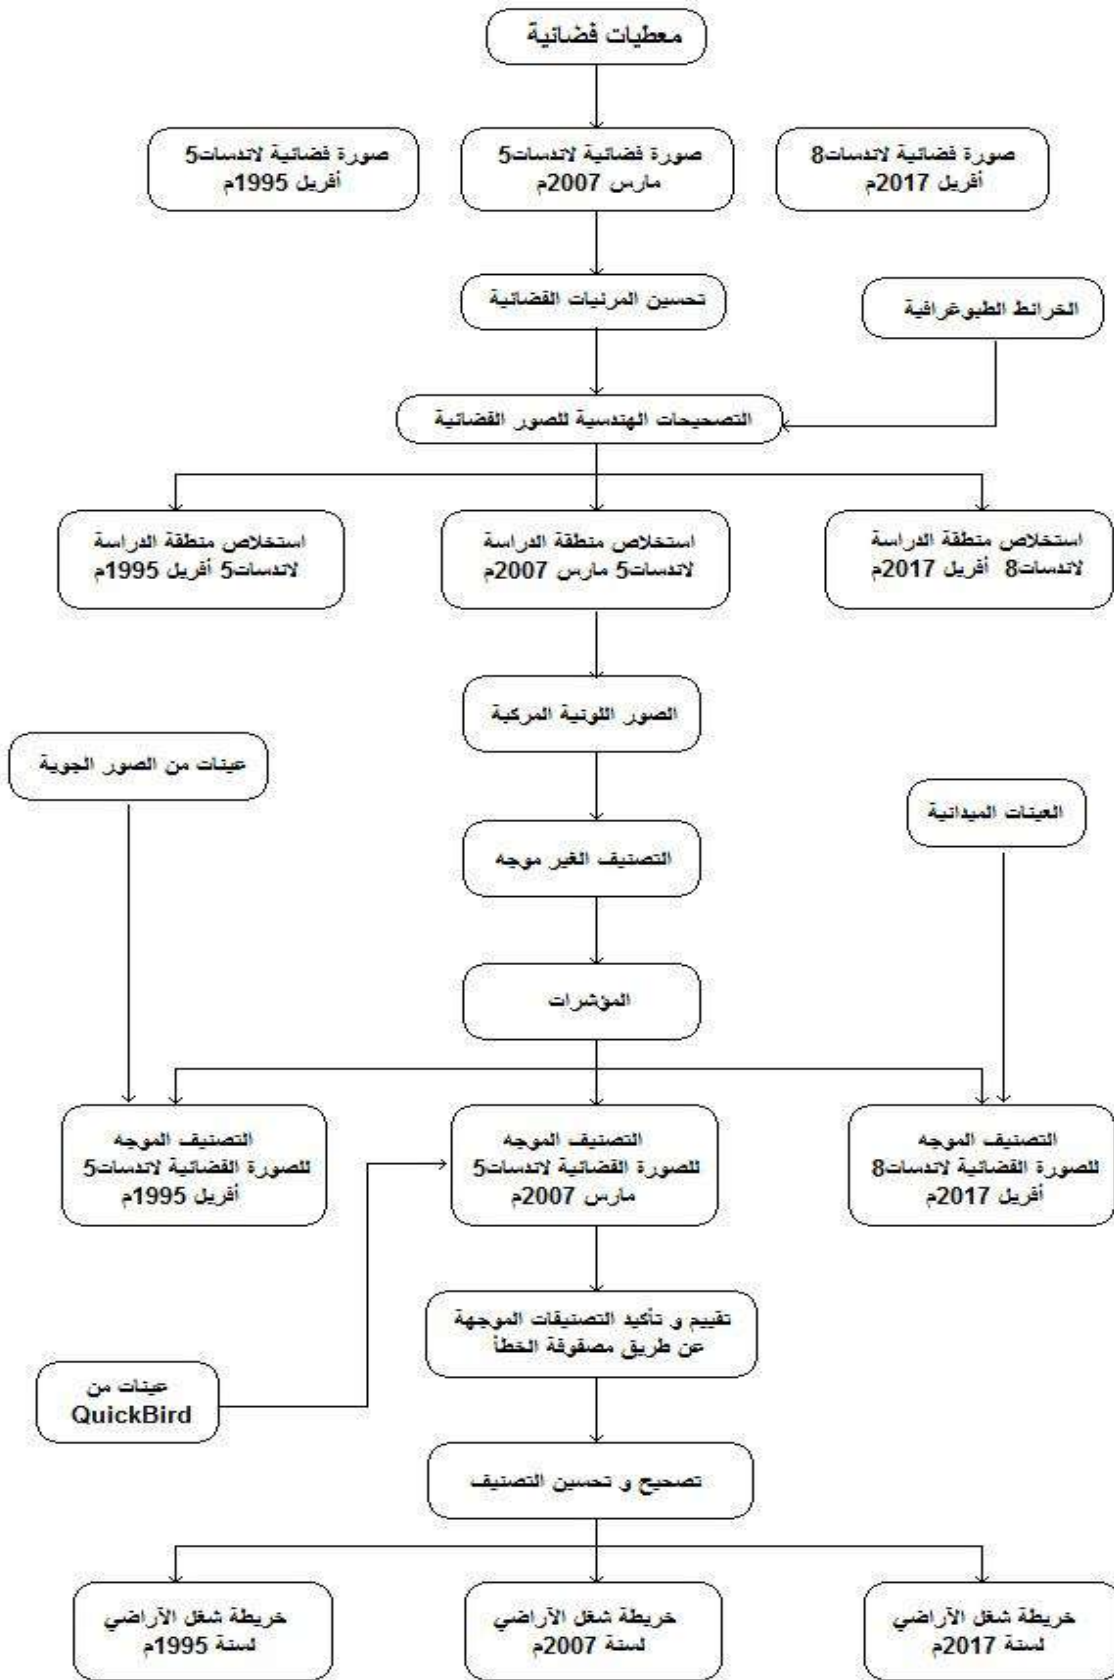 معطيات فضائية
صورة فضائية لاندسات8
أفريل 2017م
صورة فضائية لاندسات5
مارس 2007م
صورة فضائية لاندسات5
أفريل 1995م
تحسين المرئيات الفضائية
الخرائط الطبوغرافية
التصحيحات الهندسية للصور الفضائية
استخلاص منطقة الدراسة
لاندسات8 أفريل 2017م
استخلاص منطقة الدراسة
لاندسات5 مارس 2007م
استخلاص منطقة الدراسة
لاندسات5 أفريل 1995م
الصور اللونية المركبة
عينات من الصور الجوية
العينات الميدانية
التصنيف الغير موجه
المؤشرات
التصنيف الموجه
للصورة الفضائية لاندسات8
أفريل 2017م
التصنيف الموجه
للصورة الفضائية لاندسات5
مارس 2007م
التصنيف الموجه
للصورة الفضائية لاندسات5
أفريل 1995م
تقييم و تأكيد التصنيفات الموجهة
عن طريق مصفوفة الخطأ
عينات من
QuickBird
تصحيح و تحسين التصنيف
خريطة شغل الآراضي
لسنة 2017م
خريطة شغل الآراضي
لسنة 2007م
خريطة شغل الآراضي
لسنة 1995م